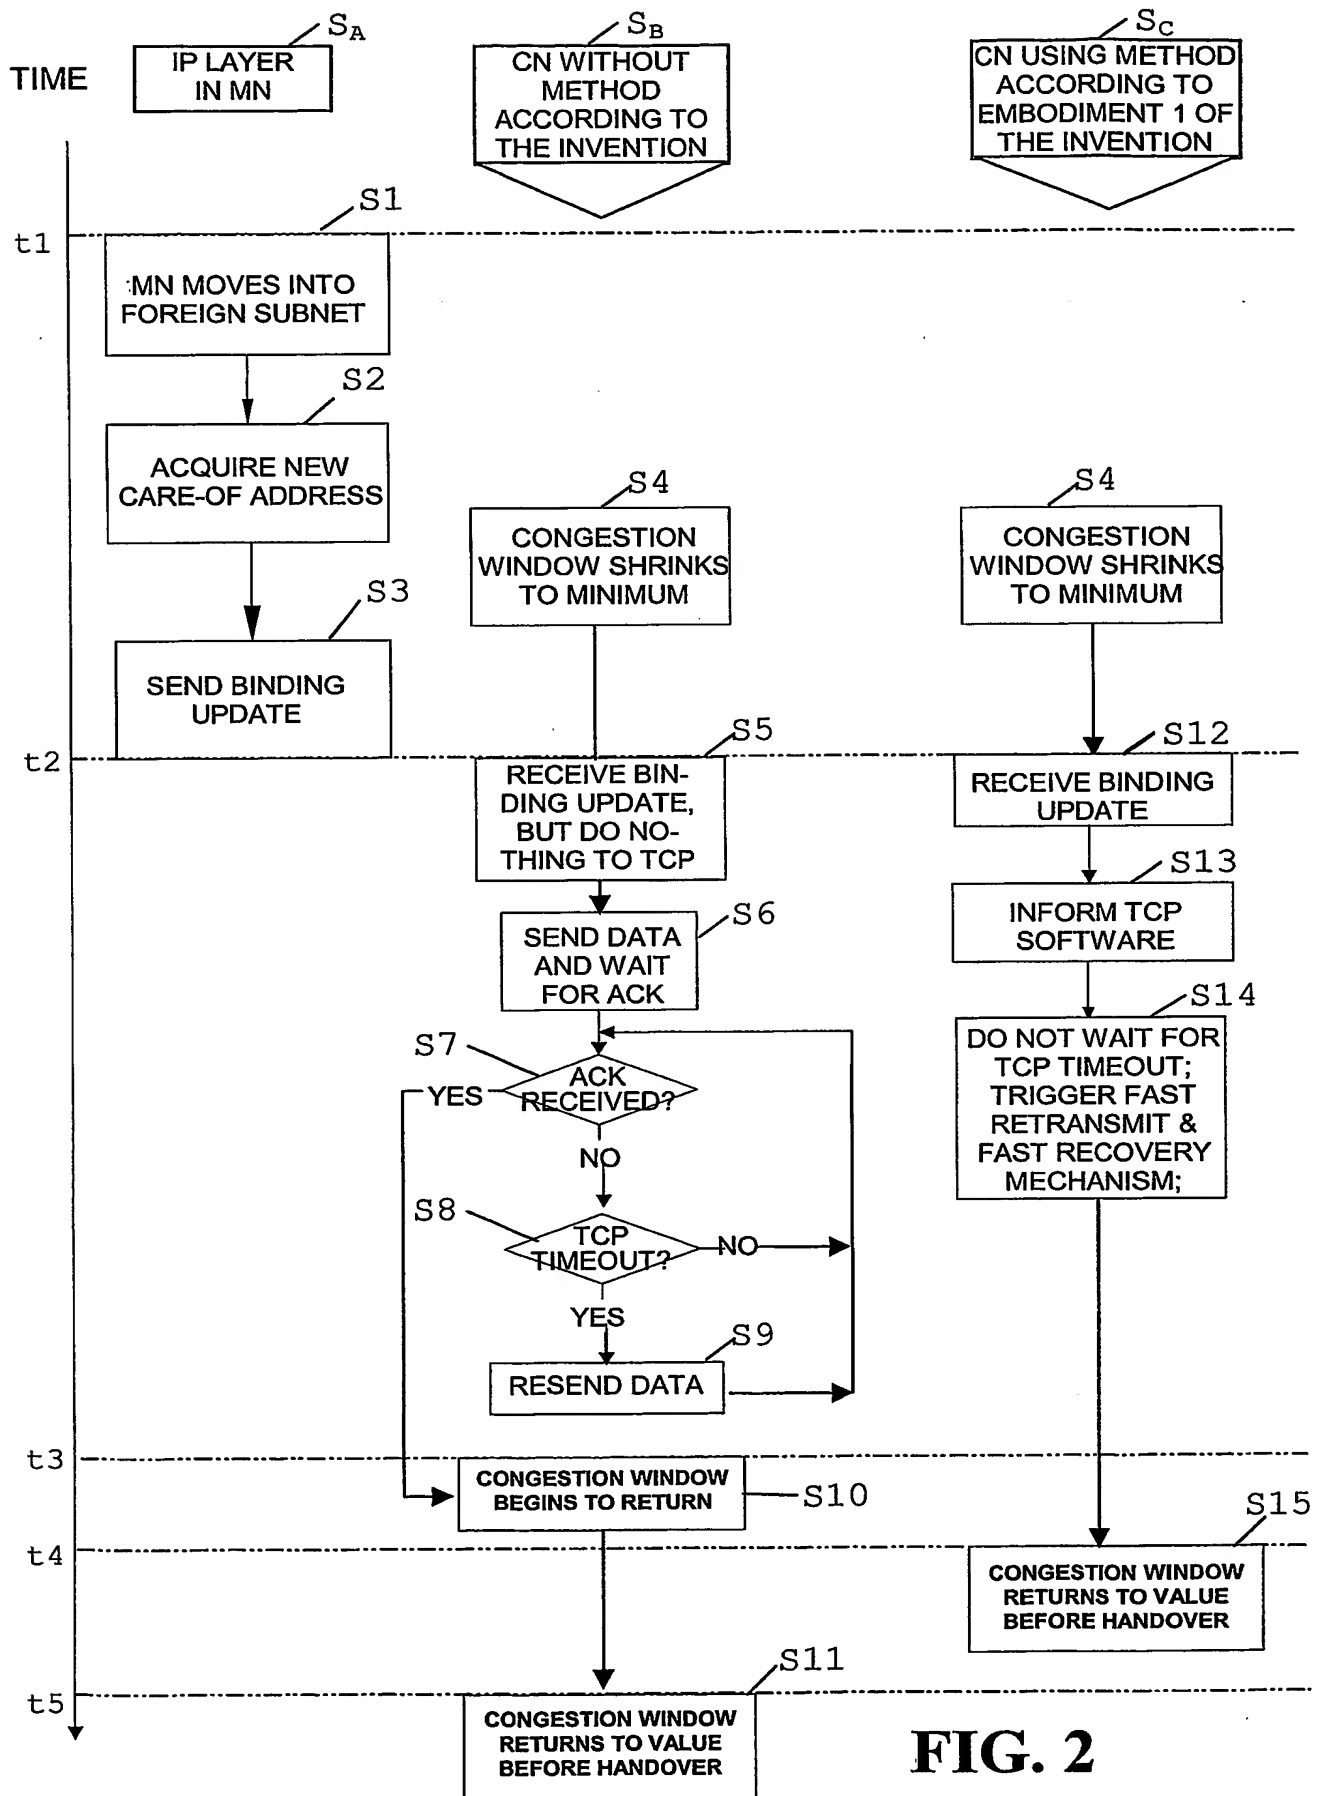 TIME
SA
IP LAYER
IN MN
SB
CN WITHOUT
METHOD
ACCORDING TO
THE INVENTION
SC
CN USING METHOD
ACCORDING TO
EMBODIMENT 1 OF
THE INVENTION
t1
S1
MN MOVES INTO
FOREIGN SUBNET
S2
ACQUIRE NEW
CARE-OF ADDRESS
S3
SEND BINDING
UPDATE
S4
CONGESTION
WINDOW SHRINKS
TO MINIMUM
S4
CONGESTION
WINDOW SHRINKS
TO MINIMUM
t2
S5
RECEIVE BIN-
DING UPDATE,
BUT DO NO-
THING TO TCP
S6
SEND DATA
AND WAIT
FOR ACK
S7
ACK
RECEIVED?
YES
NO
S8
TCP
TIMEOUT?
NO
YES
S9
RESEND DATA
S12
RECEIVE BINDING
UPDATE
S13
INFORM TCP
SOFTWARE
S14
DO NOT WAIT FOR
TCP TIMEOUT;
TRIGGER FAST
RETRANSMIT &
FAST RECOVERY
MECHANISM;
t3
CONGESTION WINDOW
BEGINS TO RETURN
S10
t4
S15
CONGESTION WINDOW
RETURNS TO VALUE
BEFORE HANDOVER
t5
S11
CONGESTION WINDOW
RETURNS TO VALUE
BEFORE HANDOVER
FIG. 2